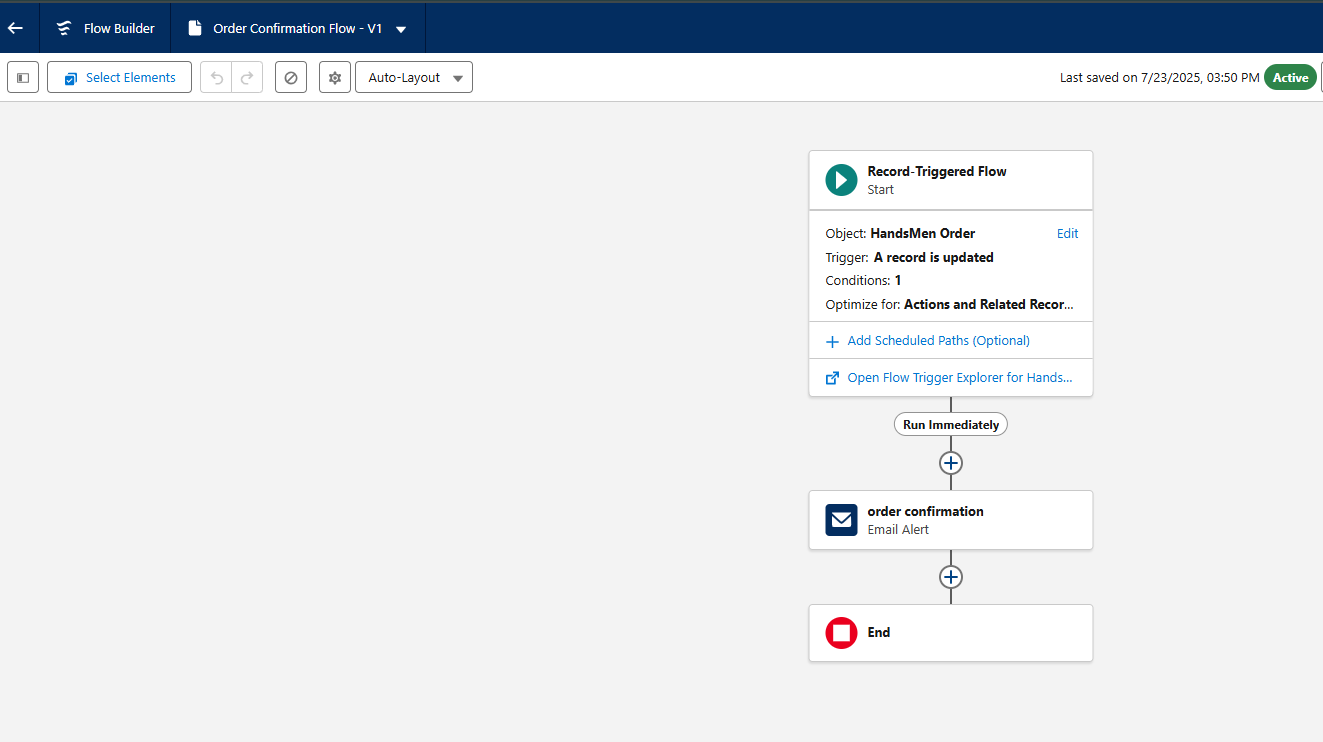 Flow Builder
Order Confirmation Flow - V1
Select Elements
Auto-Layout
Last saved on 7/23/2025, 03:50 PM
Active
Record-Triggered Flow
Start
Object: HandsMen Order
Edit
Trigger: A record is updated
Conditions: 1
Optimize for: Actions and Related Recor...
Add Scheduled Paths (Optional)
Open Flow Trigger Explorer for Hands...
Run Immediately
order confirmation
Email Alert
End